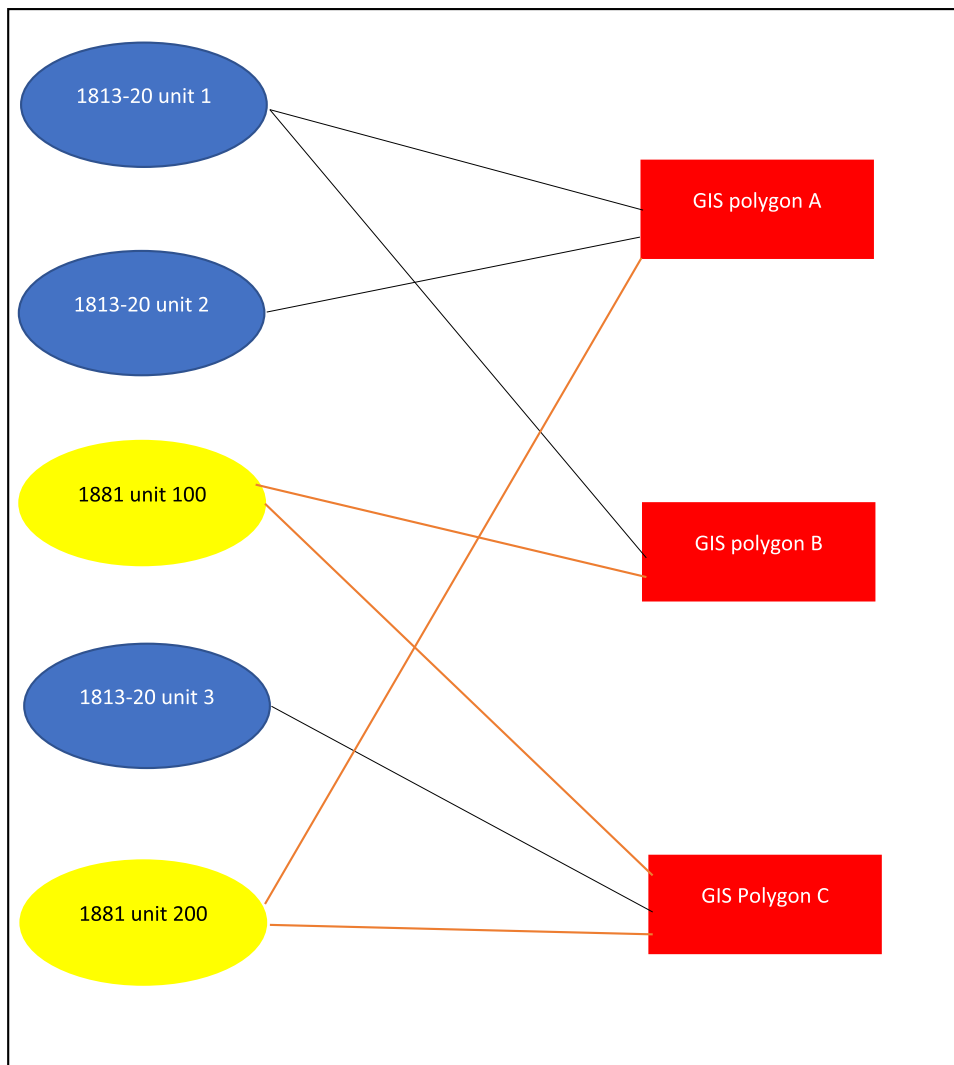 1813-20 unit 1
GIS polygon A
1813-20 unit 2
1881 unit 100
GIS polygon B
1813-20 unit 3
GIS Polygon C
1881 unit 200